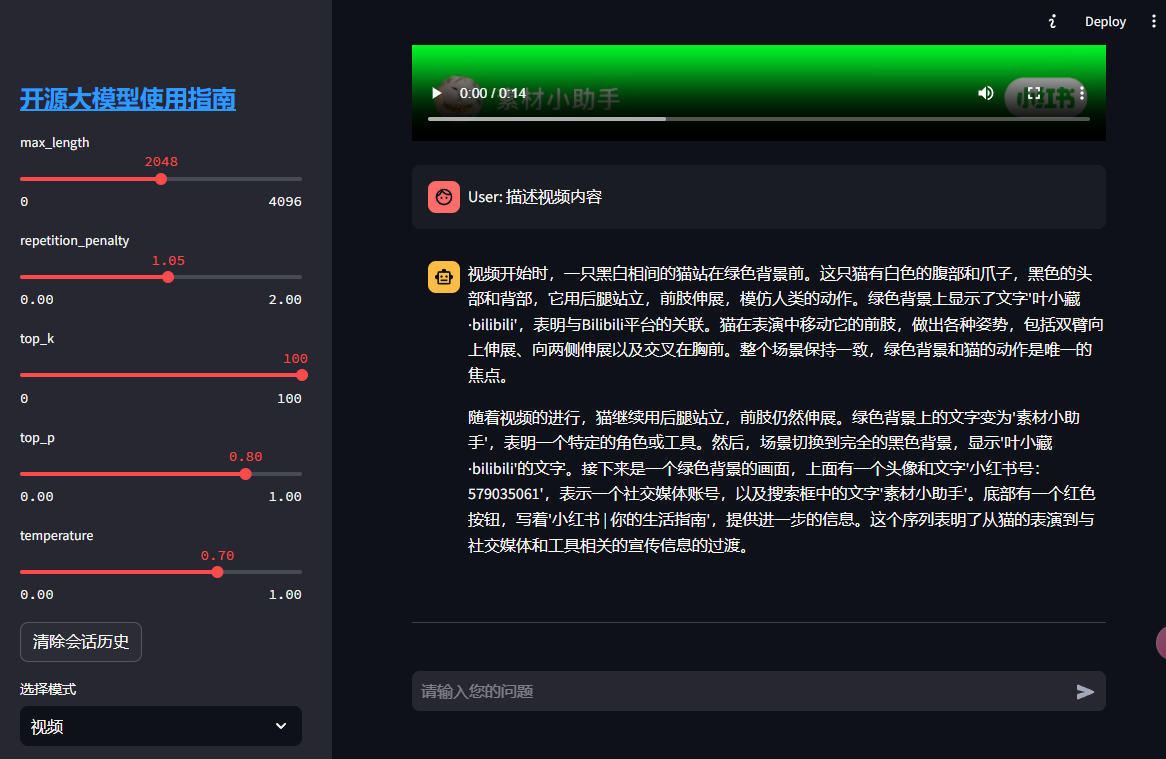 Deploy
开源大模型使用指南
max_length
2048
0 4096
repetition_penalty
1.05
0.00 2.00
top_k
100
0 100
top_p
0.80
0.00 1.00
temperature
0.70
0.00 1.00
清除会话历史
选择模式
视频
0:00 / 0:14
素材小助手
小红书
User: 描述视频内容
视频开始时，一只黑白相间的猫站在绿色背景前。这只猫有白色的腹部和爪子，黑色的头
部和背部，它用后腿站立，前肢伸展，模仿人类的动作。绿色背景上显示了文字'叶小藏
·bilibili'，表明与Bilibili平台的关联。猫在表演中移动它的前肢，做出各种姿势，包括双臂向
上伸展、向两侧伸展以及交叉在胸前。整个场景保持一致，绿色背景和猫的动作是唯一的
焦点。
随着视频的进行，猫继续用后腿站立，前肢仍然伸展。绿色背景上的文字变为'素材小助
手'，表明一个特定的角色或工具。然后，场景切换到完全的黑色背景，显示'叶小藏
·bilibili'的文字。接下来是一个绿色背景的画面，上面有一个头像和文字'小红书号：
579035061'，表示一个社交媒体账号，以及搜索框中的文字'素材小助手'。底部有一个红色
按钮，写着'小红书 | 你的生活指南'，提供进一步的信息。这个序列表明了从猫的表演到与
社交媒体和工具相关的宣传信息的过渡。
请输入您的问题